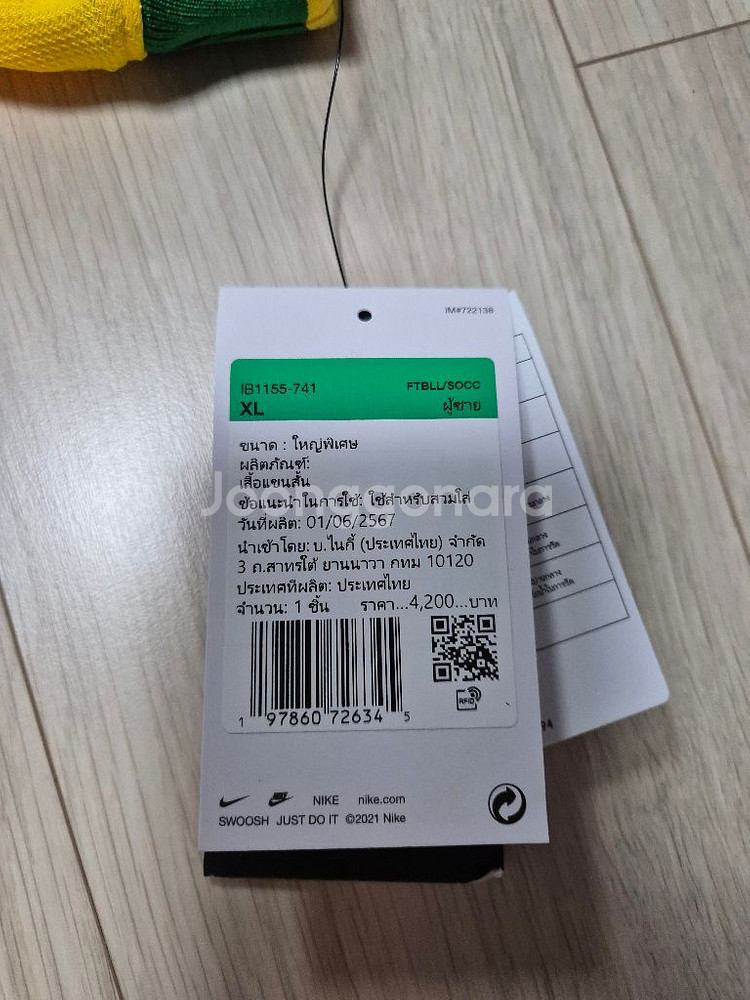 IM#722138
IB1155-741
FTBLL/SOCC
XL
ผู้ชาย
ขนาด : ใหญ่พิเศษ
ผลิตภัณฑ์:
เสื้อแขนสั้น
ข้อแนะนำในการใช้: ใช้สำหรับสวมใส่
วันที่ผลิต: 01/06/2567
นำเข้าโดย: บ.ไนกี้ (ประเทศไทย) จำกัด
3 ถ.สาทรใต้ ยานนาวา กทม 10120
ประเทศที่ผลิต: ประเทศไทย
จำนวน: 1 ชิ้น ราคา...4,200...บาท
1 97860 72634 5
RFID
NIKE nike.com
SWOOSH JUST DO IT ©2021 Nike
Joonggonara